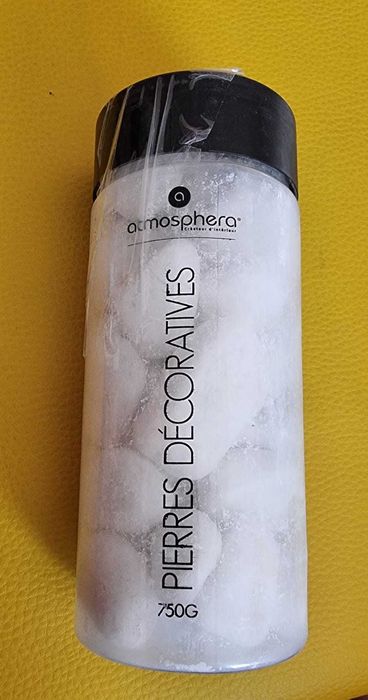 a
atmosphera®
Créateur d'intérieur
PIERRES DÉCORATIVES
750G